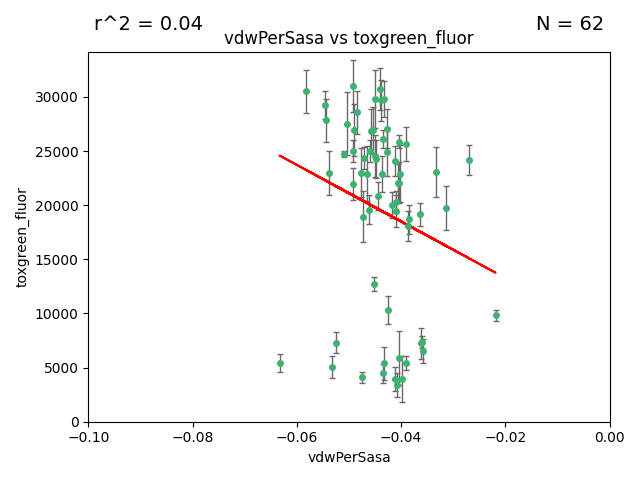 r^2 = 0.04
N = 62
vdwPerSasa vs toxgreen_fluor
30000
25000
20000
15000
10000
5000
0
toxgreen_fluor
−0.10
−0.08
−0.06
−0.04
−0.02
0.00
vdwPerSasa